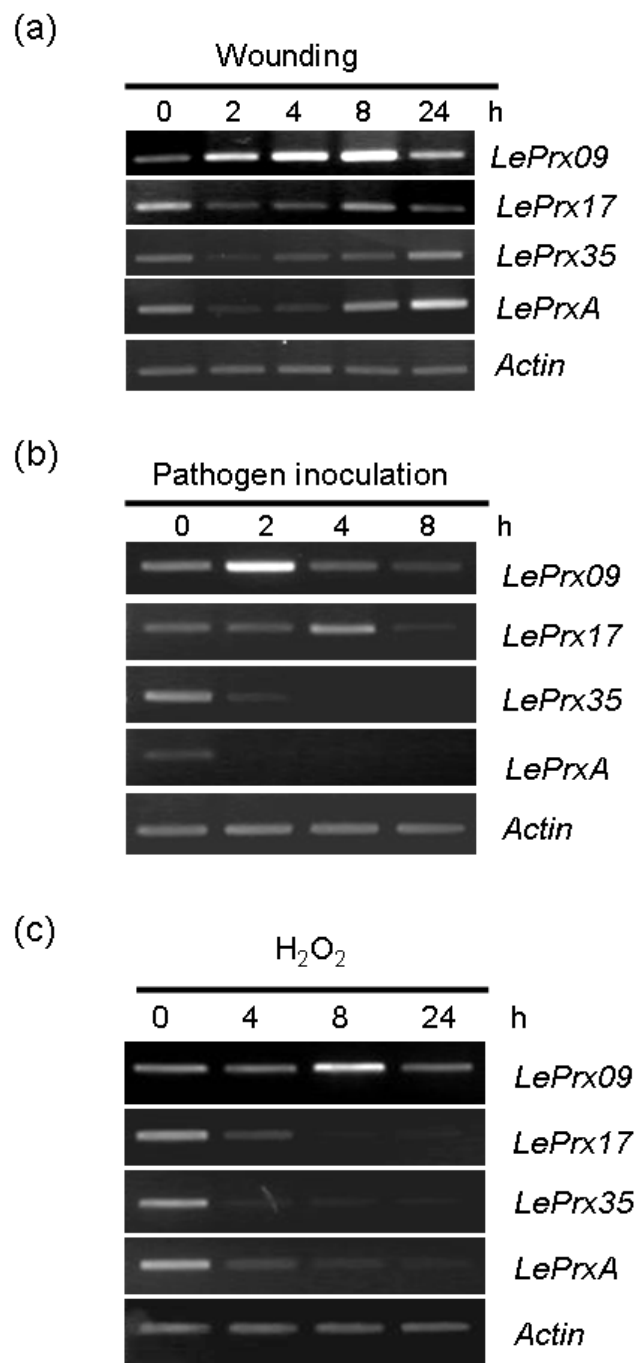 (a)
Wounding
0 2 4 8 24 h
LePrx09
LePrx17
LePrx35
LePrxA
Actin
(b)
Pathogen inoculation
0 2 4 8 h
LePrx09
LePrx17
LePrx35
LePrxA
Actin
(c)
H₂O₂
0 4 8 24 h
LePrx09
LePrx17
LePrx35
LePrxA
Actin